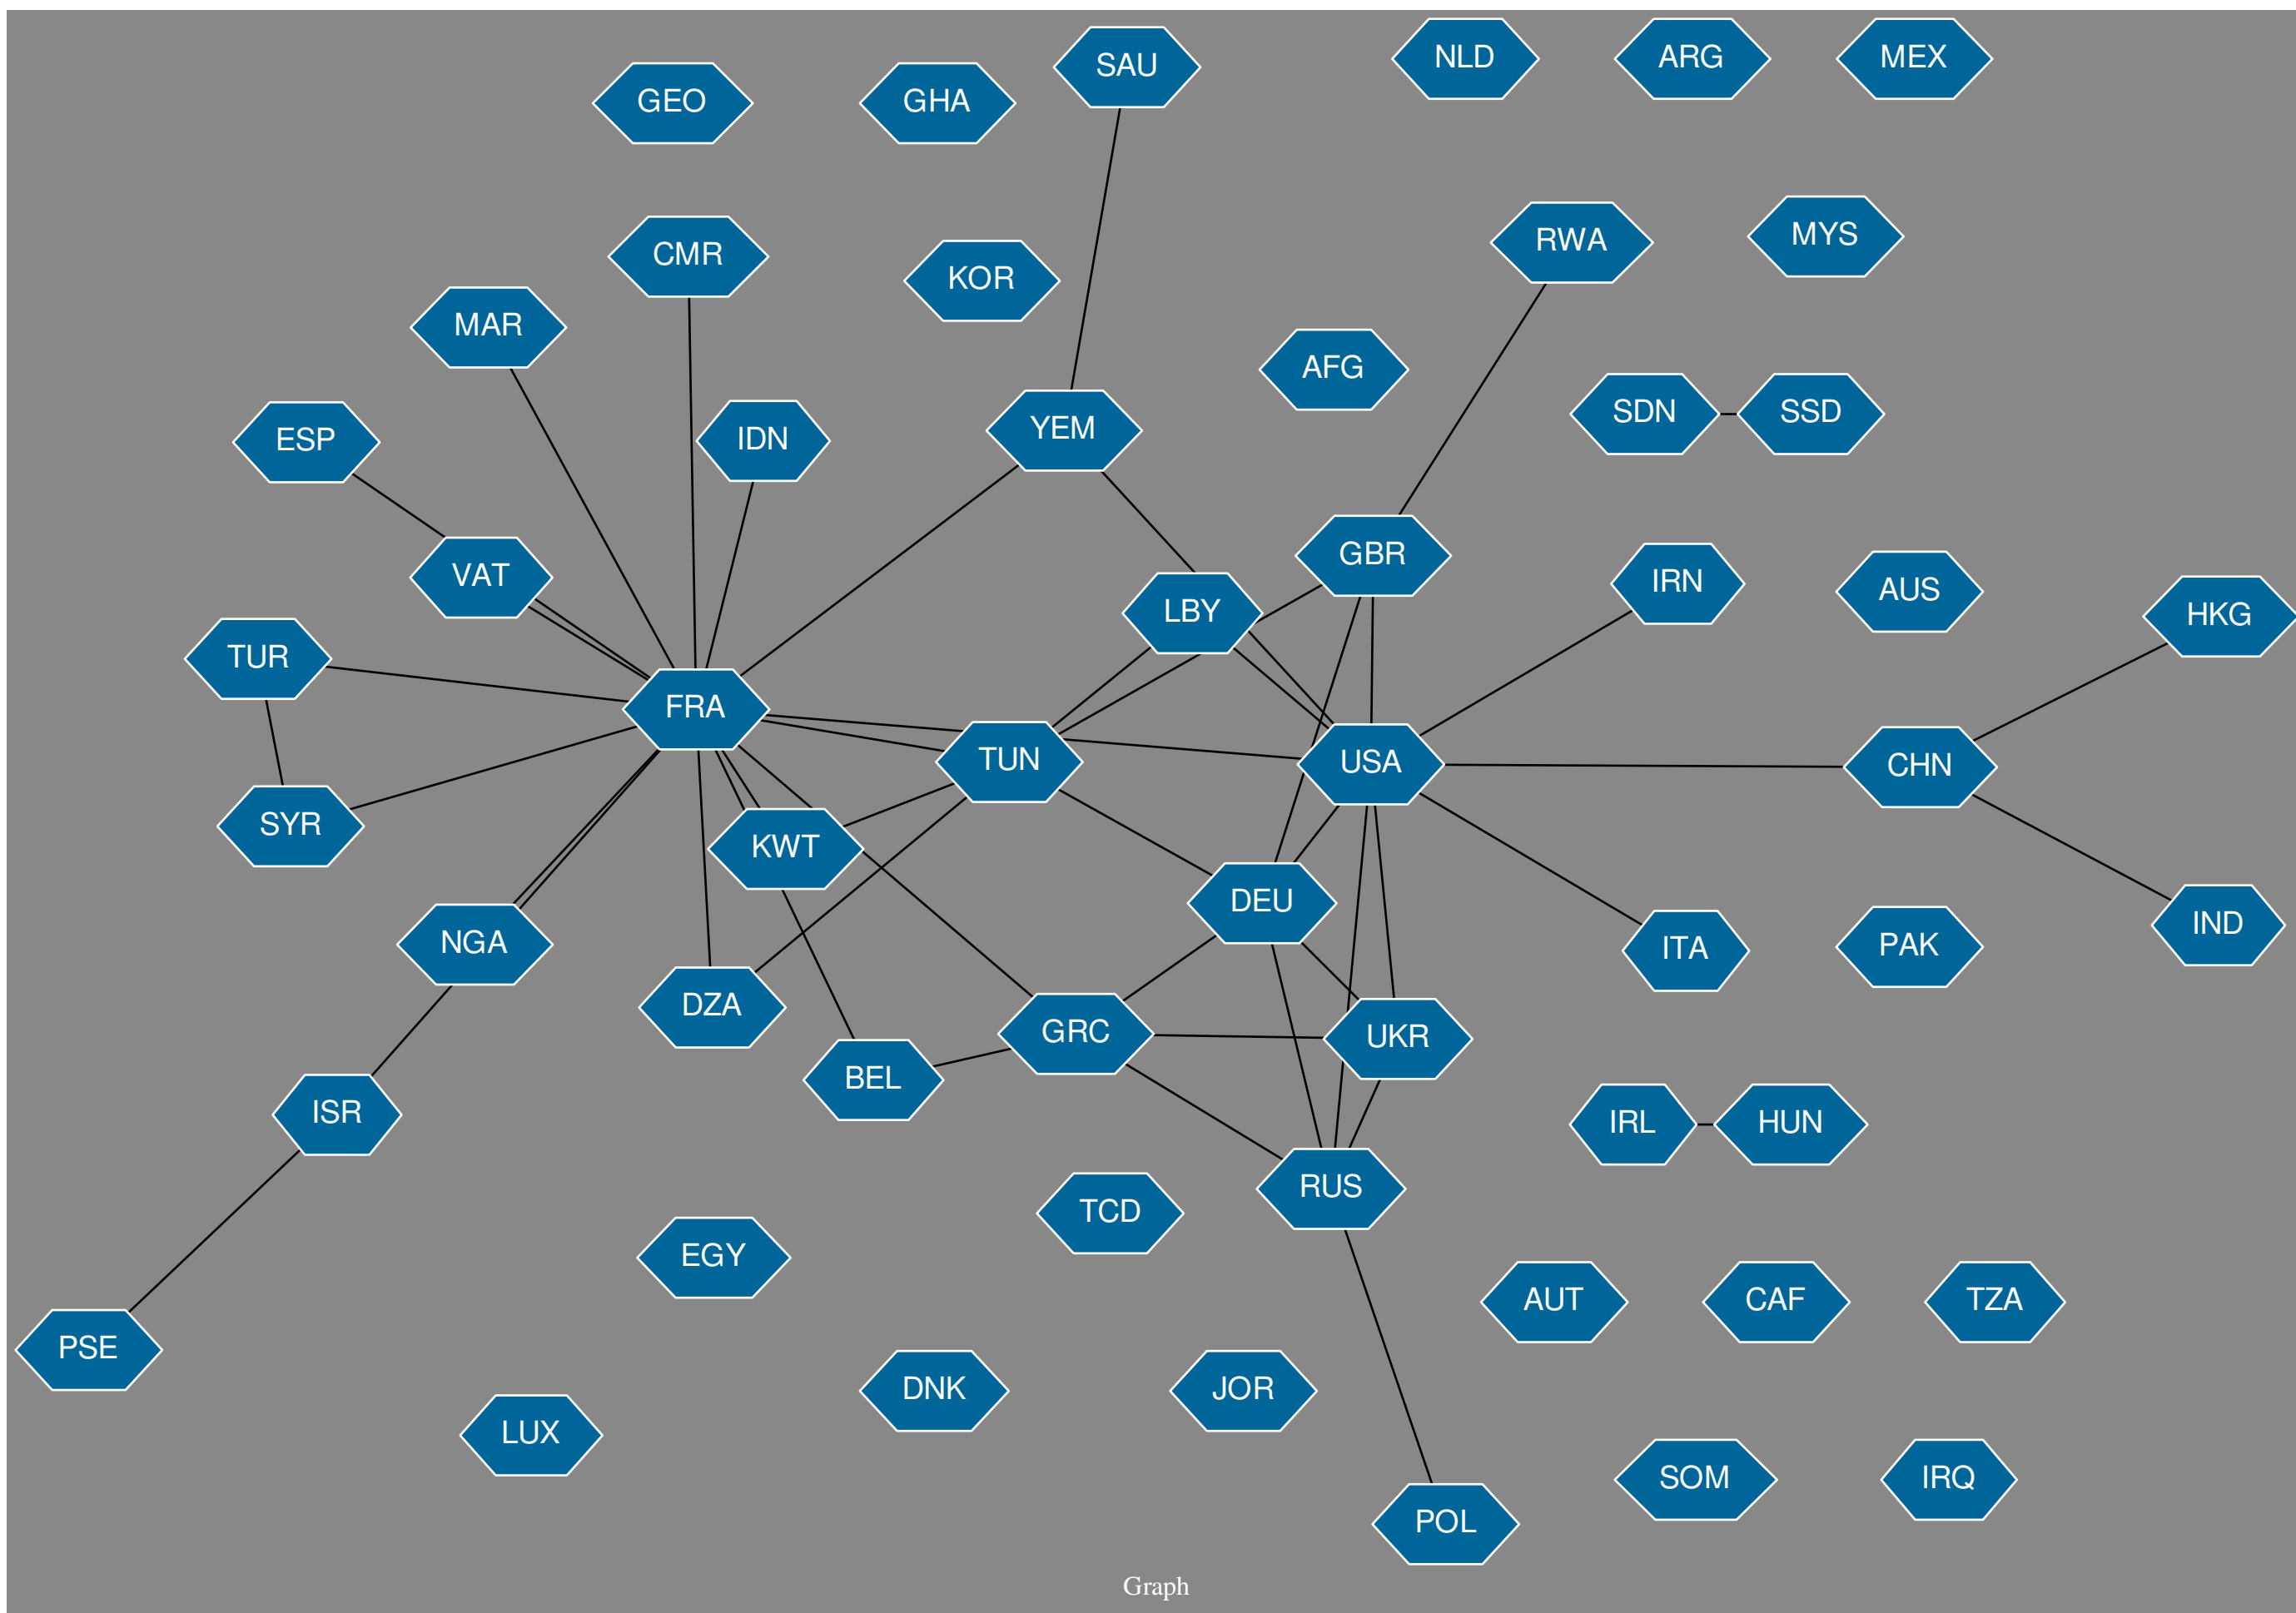 SAU
NLD
ARG
MEX
GEO
GHA
RWA
MYS
CMR
KOR
MAR
AFG
SDN
SSD
YEM
ESP
IDN
GBR
VAT
IRN
AUS
LBY
HKG
TUR
FRA
TUN
USA
CHN
SYR
KWT
DEU
IND
NGA
ITA
PAK
DZA
GRC
UKR
BEL
ISR
IRL
HUN
RUS
TCD
EGY
AUT
CAF
TZA
PSE
DNK
JOR
LUX
SOM
IRQ
POL
Graph